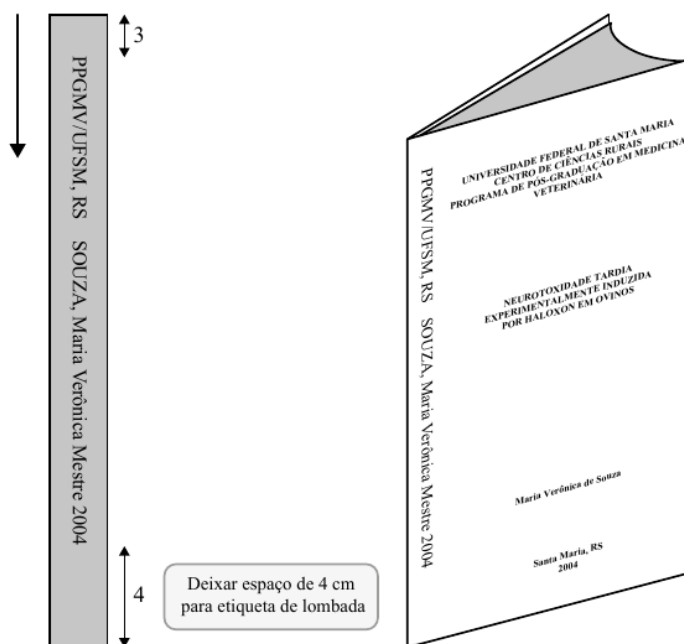 3
PPGMV/UFSM, RS SOUZA, Maria Verônica Mestre 2004
4
Deixar espaço de 4 cm
para etiqueta de lombada
PPGMV/UFSM, RS SOUZA, Maria Verônica Mestre 2004
UNIVERSIDADE FEDERAL DE SANTA MARIA
CENTRO DE CIÊNCIAS RURAIS
PROGRAMA DE PÓS-GRADUAÇÃO EM MEDICINA
VETERINÁRIA
NEUROTOXIDADE TARDIA
EXPERIMENTALMENTE INDUZIDA
POR HALOXON EM OVINOS
Maria Verônica de Souza
Santa Maria, RS
2004